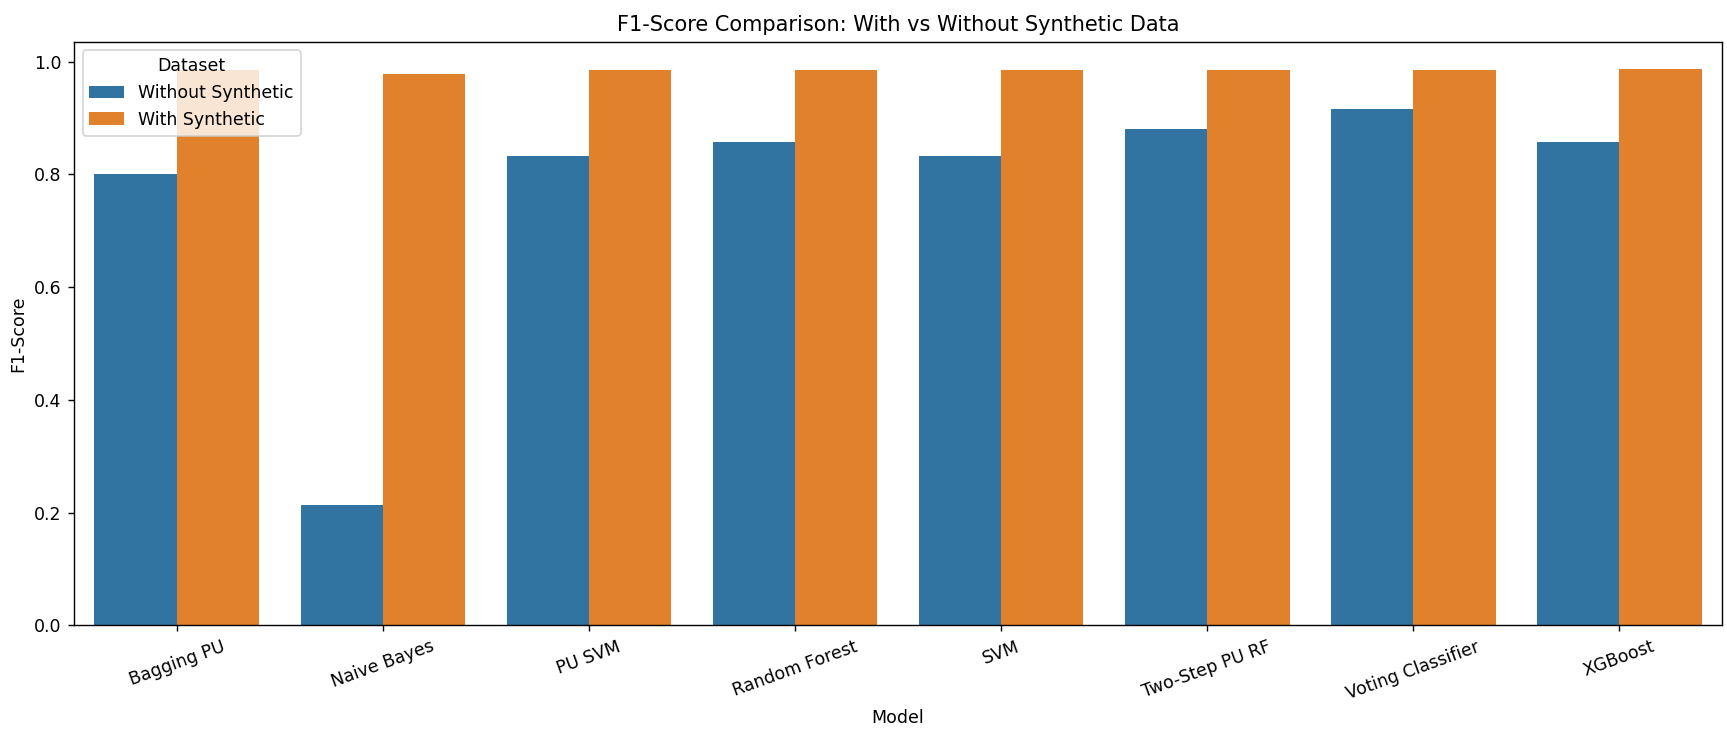 F1-Score Comparison: With vs Without Synthetic Data
Dataset
Without Synthetic
With Synthetic
F1-Score
1.0
0.8
0.6
0.4
0.2
0.0
Bagging PU
Naive Bayes
PU SVM
Random Forest
SVM
Two-Step PU RF
Voting Classifier
XGBoost
Model